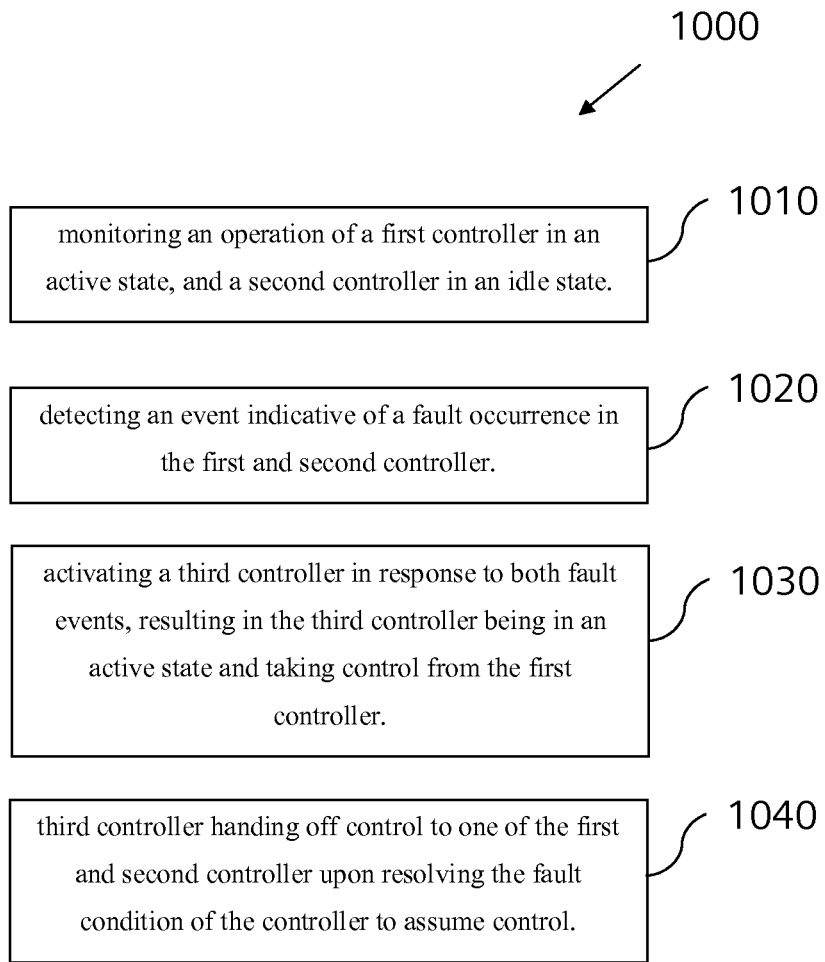 1000
1010
monitoring an operation of a first controller in an
active state, and a second controller in an idle state.
1020
detecting an event indicative of a fault occurrence in
the first and second controller.
1030
activating a third controller in response to both fault
events, resulting in the third controller being in an
active state and taking control from the first
controller.
1040
third controller handing off control to one of the first
and second controller upon resolving the fault
condition of the controller to assume control.